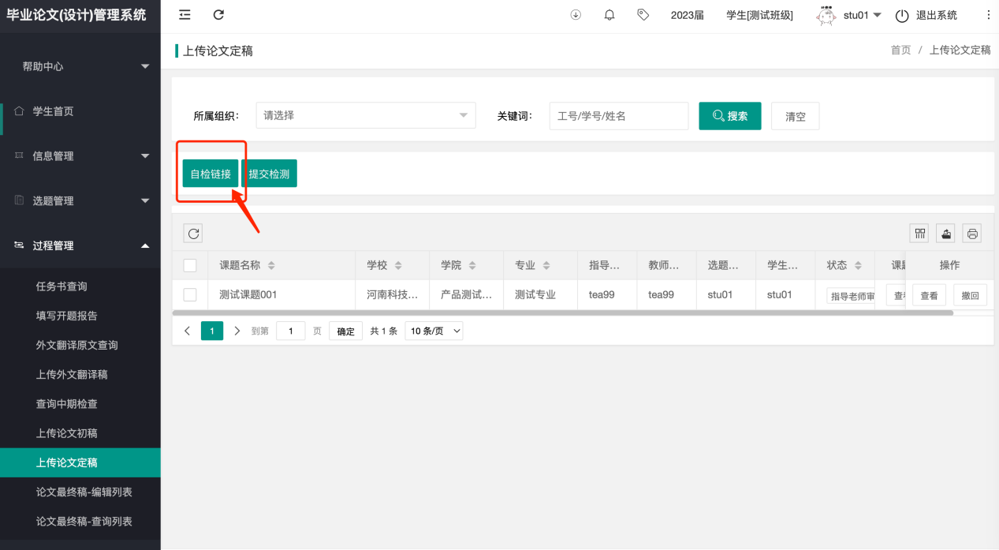 毕业论文(设计)管理系统
2023届 学生[测试班级] stu01 退出系统
上传论文定稿
首页 / 上传论文定稿
帮助中心
学生首页
信息管理
选题管理
过程管理
任务书查询
填写开题报告
外文翻译原文查询
上传外文翻译稿
查询中期检查
上传论文初稿
上传论文定稿
论文最终稿-编辑列表
论文最终稿-查询列表
所属组织: 请选择 关键词: 工号/学号/姓名 搜索 清空
自检链接 提交检测
课题名称 学校 学院 专业 指导... 教师... 选题... 学生... 状态 课题 操作
测试课题001 河南科技... 产品测试... 测试专业 tea99 tea99 stu01 stu01 指导老师审 查看 查看 撤回
1 到第 1 页 确定 共 1 条 10 条/页